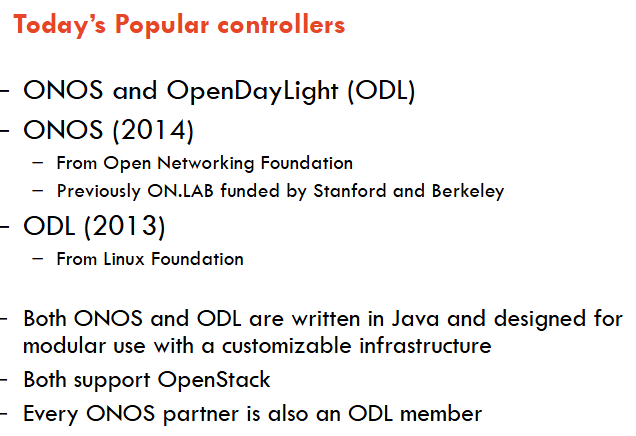 Today's Popular controllers
– ONOS and OpenDayLight (ODL)
– ONOS (2014)
– From Open Networking Foundation
– Previously ON.LAB funded by Stanford and Berkeley
– ODL (2013)
– From Linux Foundation
– Both ONOS and ODL are written in Java and designed for
modular use with a customizable infrastructure
– Both support OpenStack
– Every ONOS partner is also an ODL member